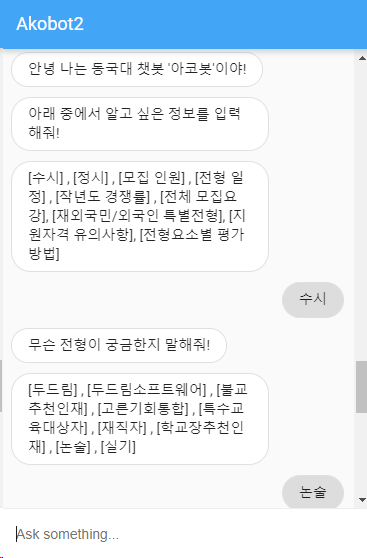 Akobot2
안녕 나는 동국대 챗봇 '아코봇'이야!
아래 중에서 알고 싶은 정보를 입력
해줘!
[수시] , [정시] , [모집 인원] , [전형 일
정] , [작년도 경쟁률] , [전체 모집요
강], [재외국민/외국인 특별전형], [지
원자격 유의사항], [전형요소별 평가
방법]
수시
무슨 전형이 궁금한지 말해줘!
[두드림] , [두드림소프트웨어] , [불교
추천인재] , [고른기회통합] , [특수교
육대상자] , [재직자] , [학교장추천인
재] , [논술] , [실기]
논술
Ask something...